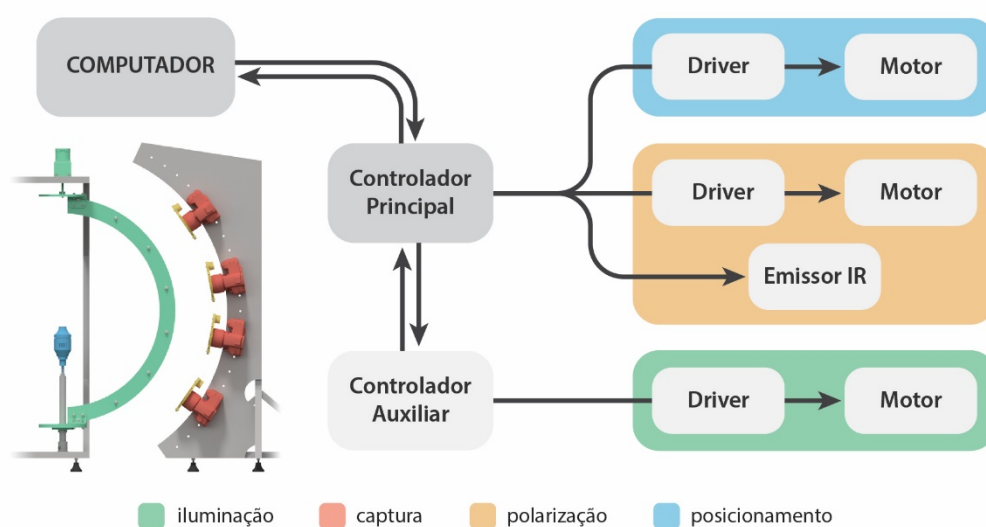 COMPUTADOR
Driver
Motor
Controlador
Principal
Driver
Motor
Emissor IR
Controlador
Auxiliar
Driver
Motor
iluminação
captura
polarização
posicionamento